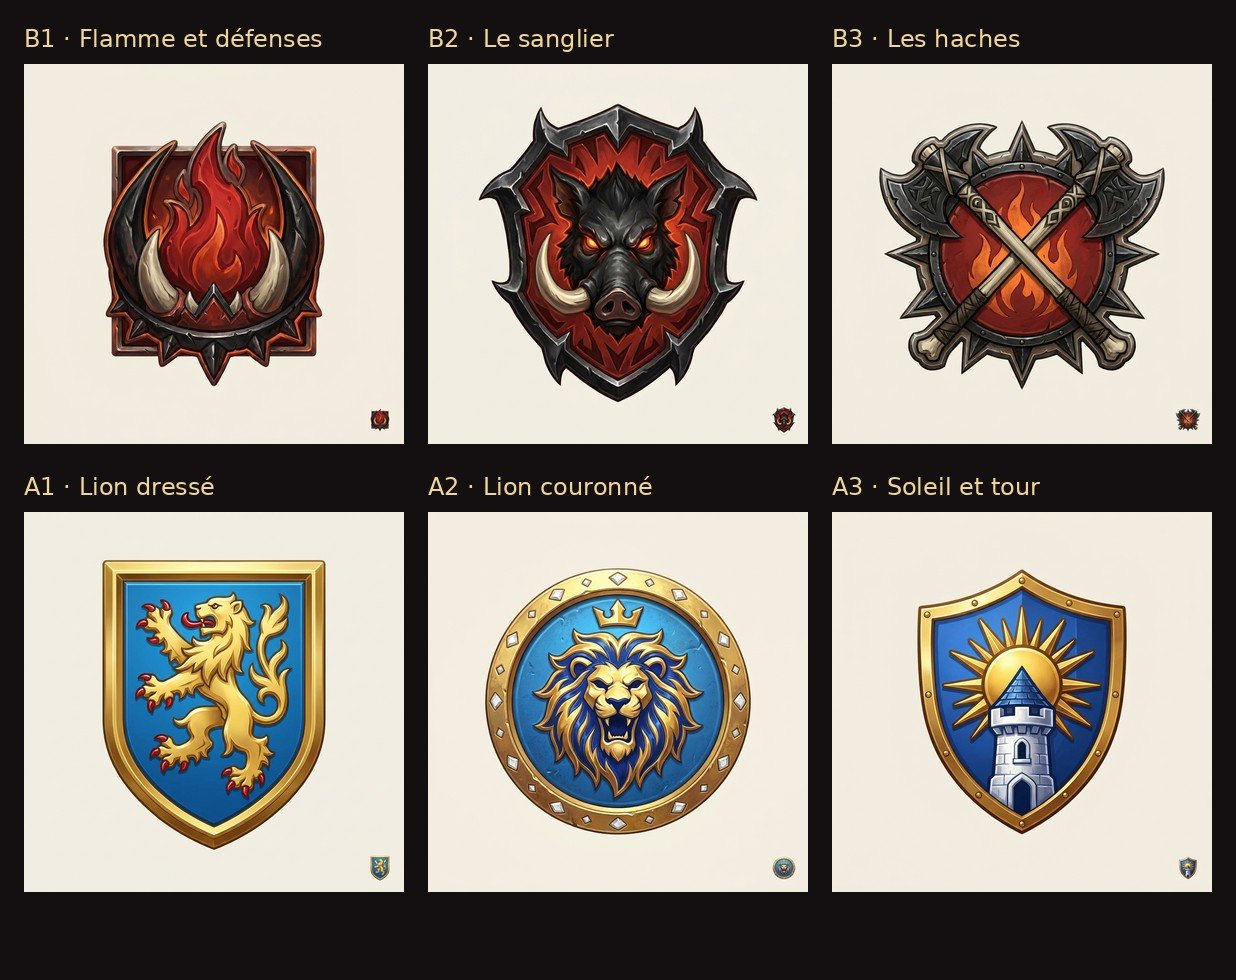 B1 · Flamme et défenses
B2 · Le sanglier
B3 · Les haches
A1 · Lion dressé
A2 · Lion couronné
A3 · Soleil et tour